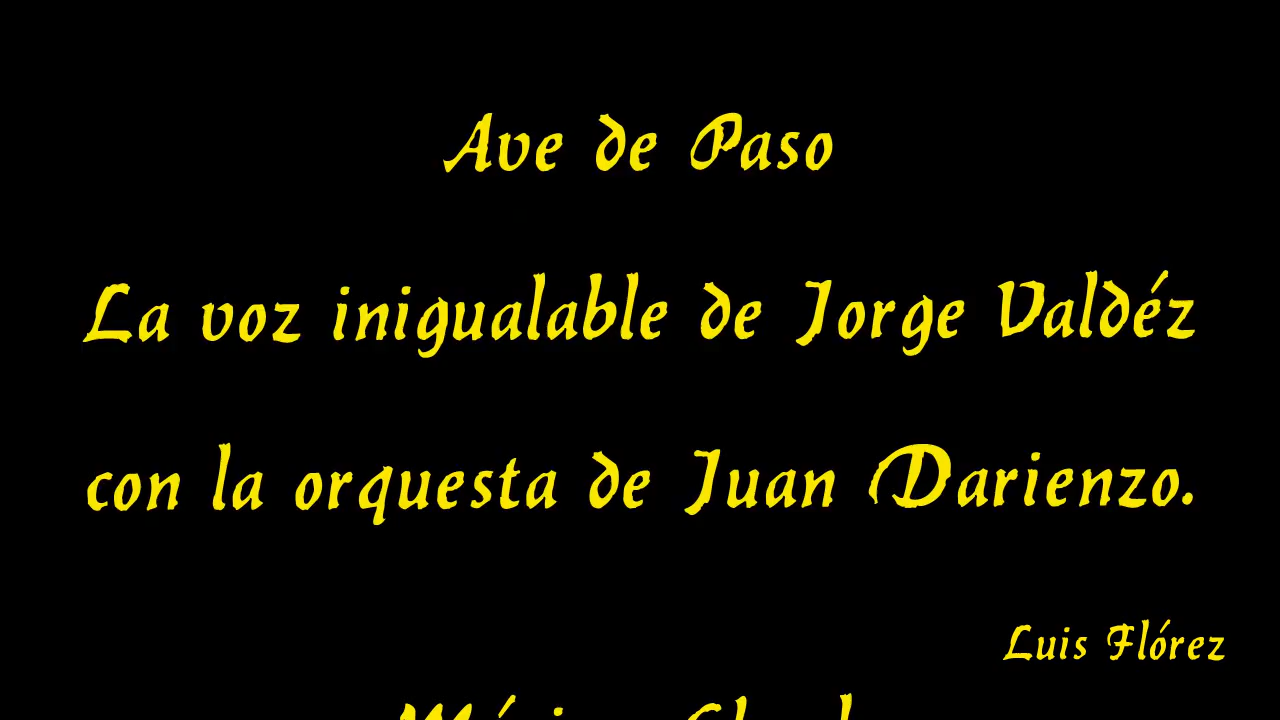 Ave de Paso
La voz inigualable de Jorge Valdéz
con la orquesta de Juan Darienzo.
Luis Flórez